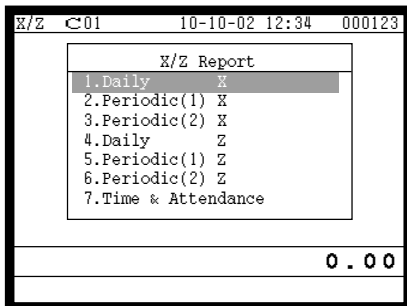 X/Z C01 10-10-02 12:34 000123
X/Z Report
1.Daily X
2.Periodic(1) X
3.Periodic(2) X
4.Daily Z
5.Periodic(1) Z
6.Periodic(2) Z
7.Time & Attendance
0.00